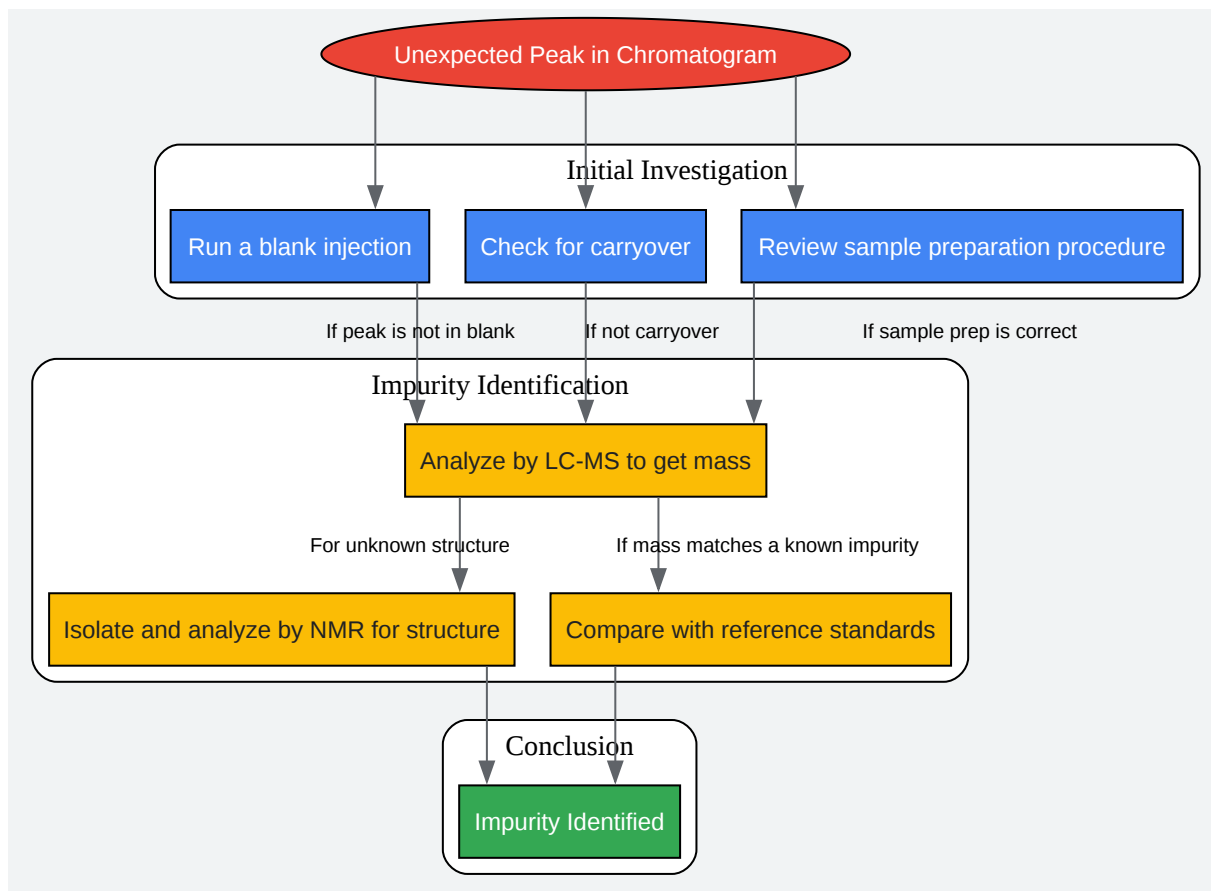 Unexpected Peak in Chromatogram
Initial Investigation
Run a blank injection
Check for carryover
Review sample preparation procedure
If peak is not in blank
If not carryover
If sample prep is correct
Impurity Identification
Analyze by LC-MS to get mass
For unknown structure
If mass matches a known impurity
Isolate and analyze by NMR for structure
Compare with reference standards
Conclusion
Impurity Identified